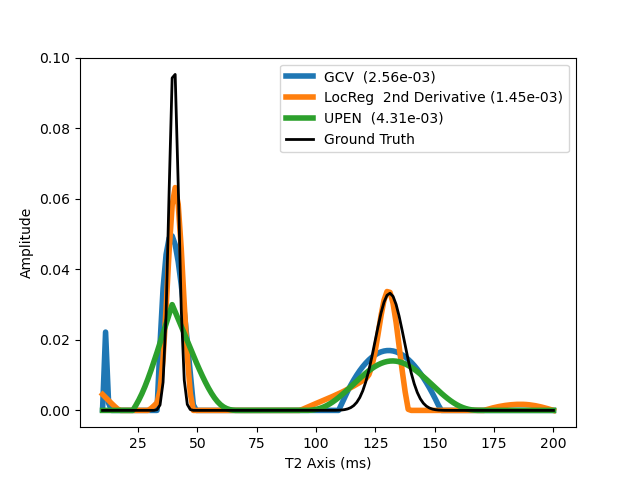 GCV  (2.56e-03)
LocReg  2nd Derivative (1.45e-03)
UPEN  (4.31e-03)
Ground Truth
0.10
0.08
0.06
0.04
0.02
0.00
Amplitude
25 50 75 100 125 150 175 200
T2 Axis (ms)